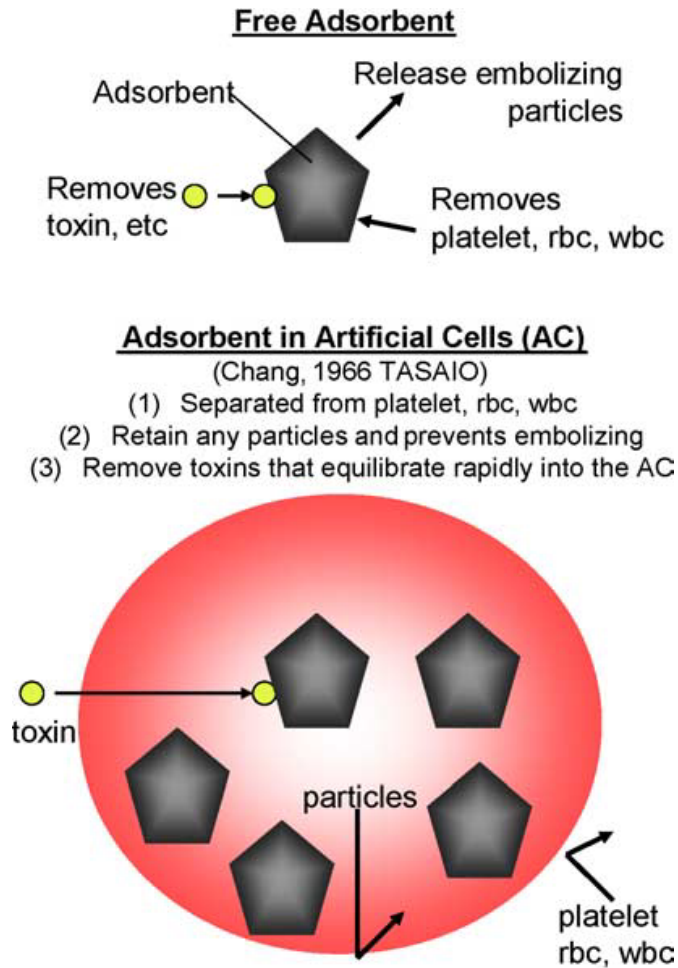 Free Adsorbent
Adsorbent
Release embolizing
particles
Removes
toxin, etc
Removes
platelet, rbc, wbc
Adsorbent in Artificial Cells (AC)
(Chang, 1966 TASAIO)
(1) Separated from platelet, rbc, wbc
(2) Retain any particles and prevents embolizing
(3) Remove toxins that equilibrate rapidly into the AC
toxin
particles
platelet
rbc, wbc